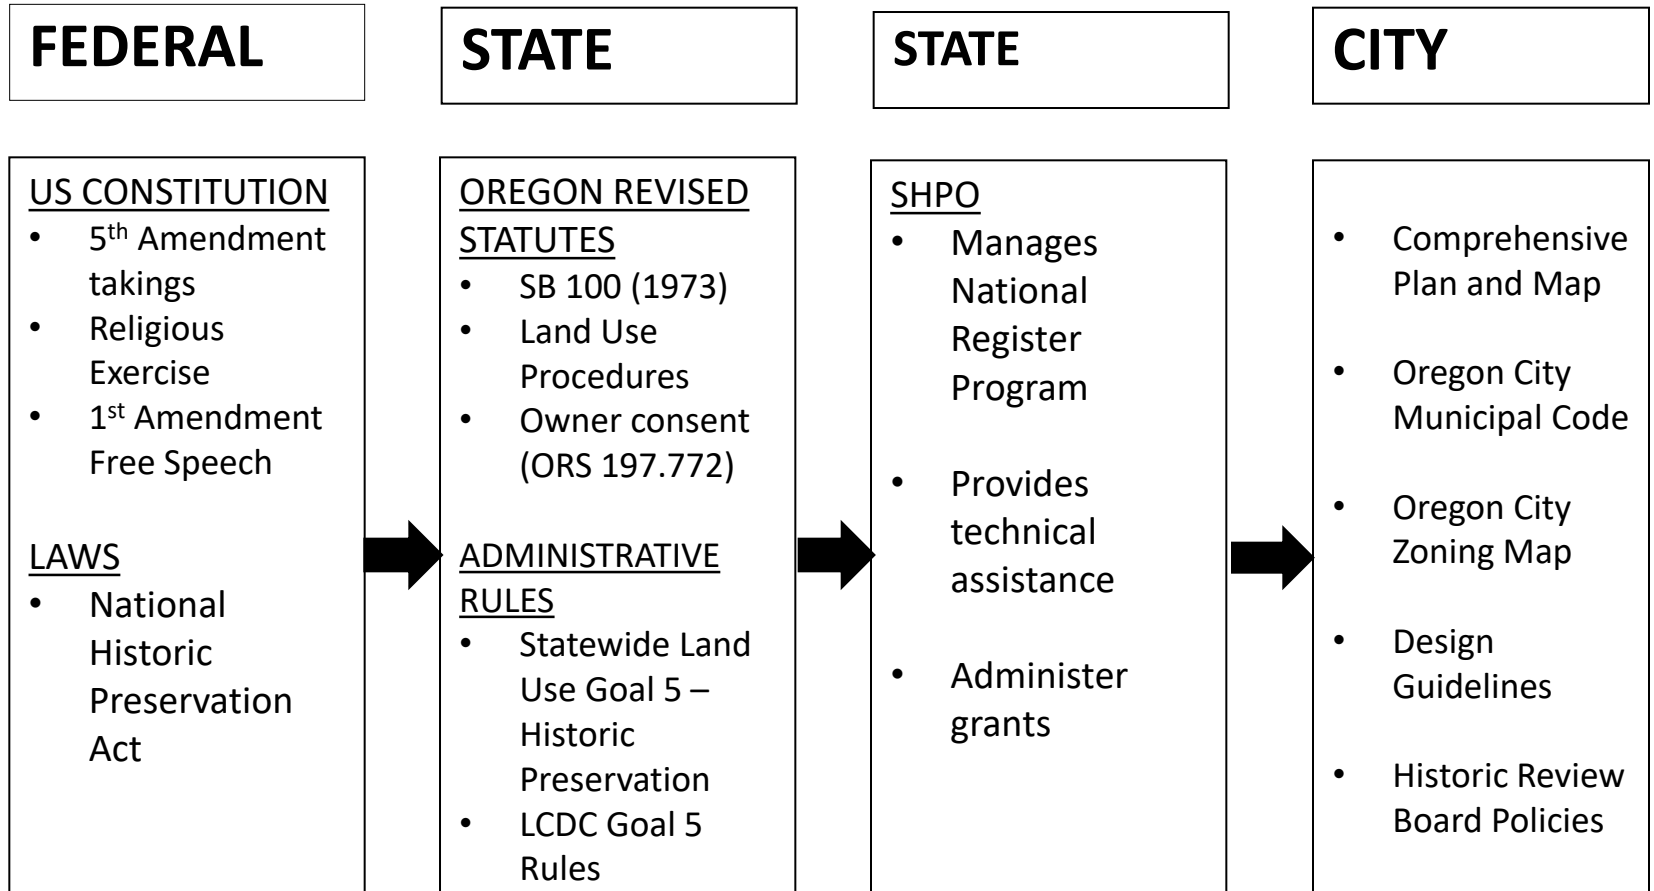 FEDERAL
STATE
STATE
CITY
US CONSTITUTION
• 5th Amendment
takings
• Religious
Exercise
• 1st Amendment
Free Speech
LAWS
• National
Historic
Preservation
Act
OREGON REVISED
STATUTES
• SB 100 (1973)
• Land Use
Procedures
• Owner consent
(ORS 197.772)
ADMINISTRATIVE
RULES
• Statewide Land
Use Goal 5 –
Historic
Preservation
• LCDC Goal 5
Rules
SHPO
• Manages
National
Register
Program
• Provides
technical
assistance
• Administer
grants
• Comprehensive
Plan and Map
• Oregon City
Municipal Code
• Oregon City
Zoning Map
• Design
Guidelines
• Historic Review
Board Policies